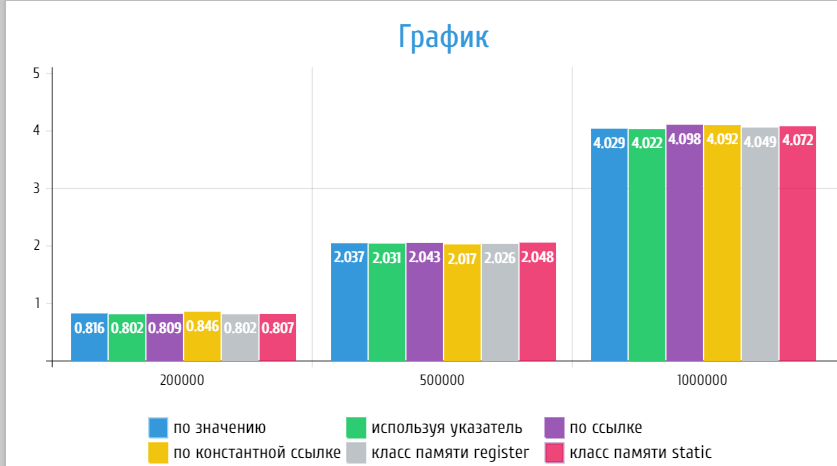 График
5
4
3
2
1
0.816 0.802 0.809 0.846 0.802 0.807
2.037 2.031 2.043 2.017 2.026 2.048
4.029 4.022 4.098 4.092 4.049 4.072
200000 500000 1000000
по значению используя указатель по ссылке
по константной ссылке класс памяти register класс памяти static